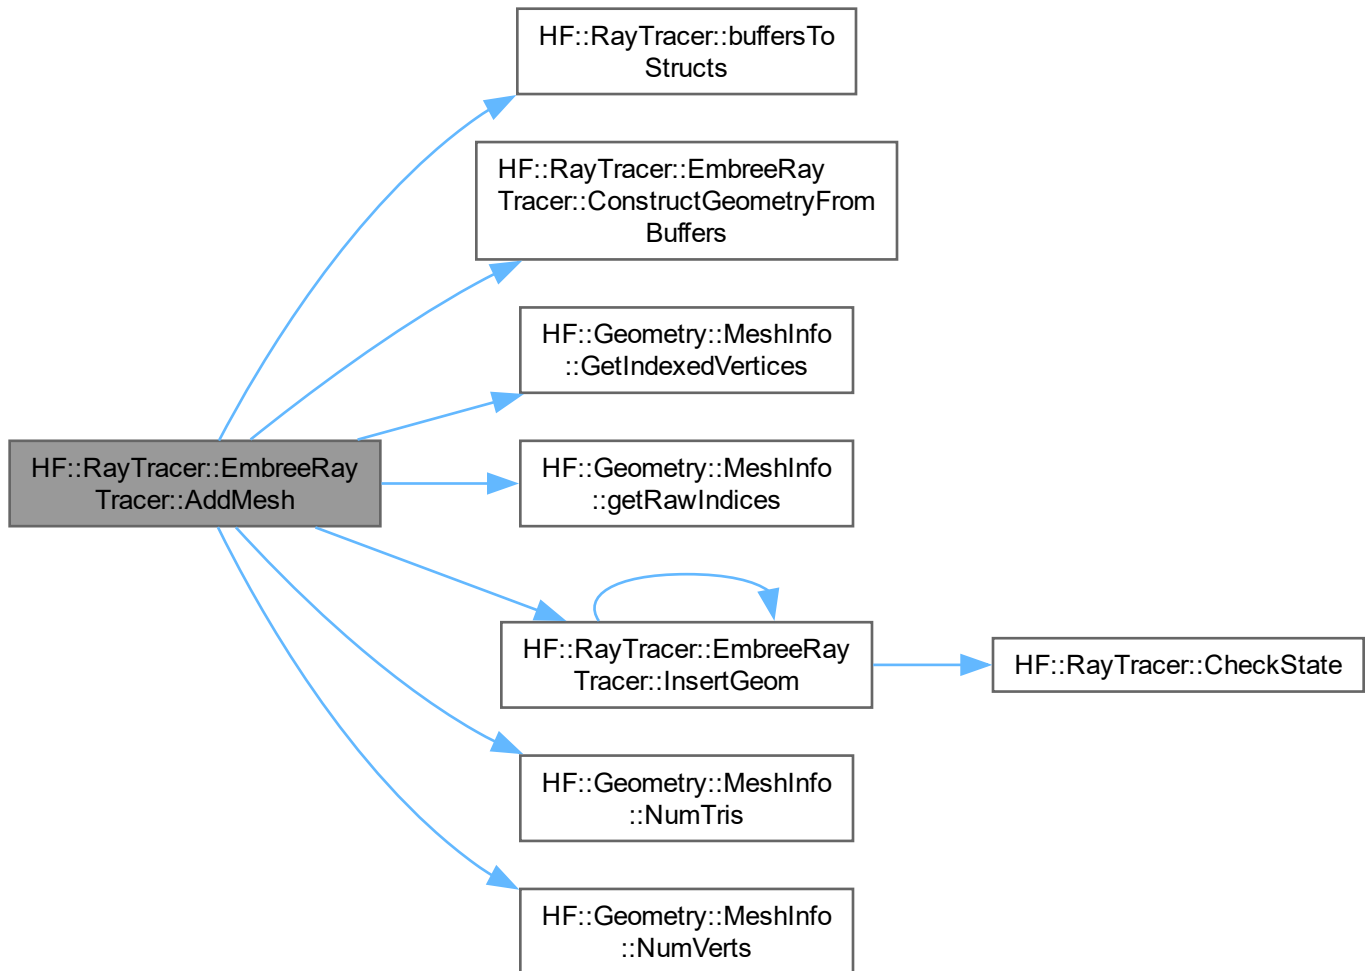 HF::RayTracer::buffersTo
Structs
HF::RayTracer::EmbreeRay
Tracer::ConstructGeometryFrom
Buffers
HF::Geometry::MeshInfo
::GetIndexedVertices
HF::RayTracer::EmbreeRay
Tracer::AddMesh
HF::Geometry::MeshInfo
::getRawIndices
HF::RayTracer::EmbreeRay
Tracer::InsertGeom
HF::RayTracer::CheckState
HF::Geometry::MeshInfo
::NumTris
HF::Geometry::MeshInfo
::NumVerts